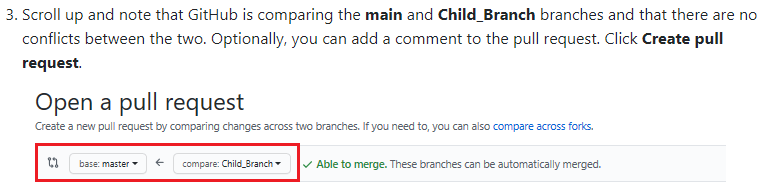 3. Scroll up and note that GitHub is comparing the main and Child_Branch branches and that there are no
conflicts between the two. Optionally, you can add a comment to the pull request. Click Create pull
request.
Open a pull request
Create a new pull request by comparing changes across two branches. If you need to, you can also compare across forks.
base: master ← compare: Child_Branch ✓ Able to merge. These branches can be automatically merged.